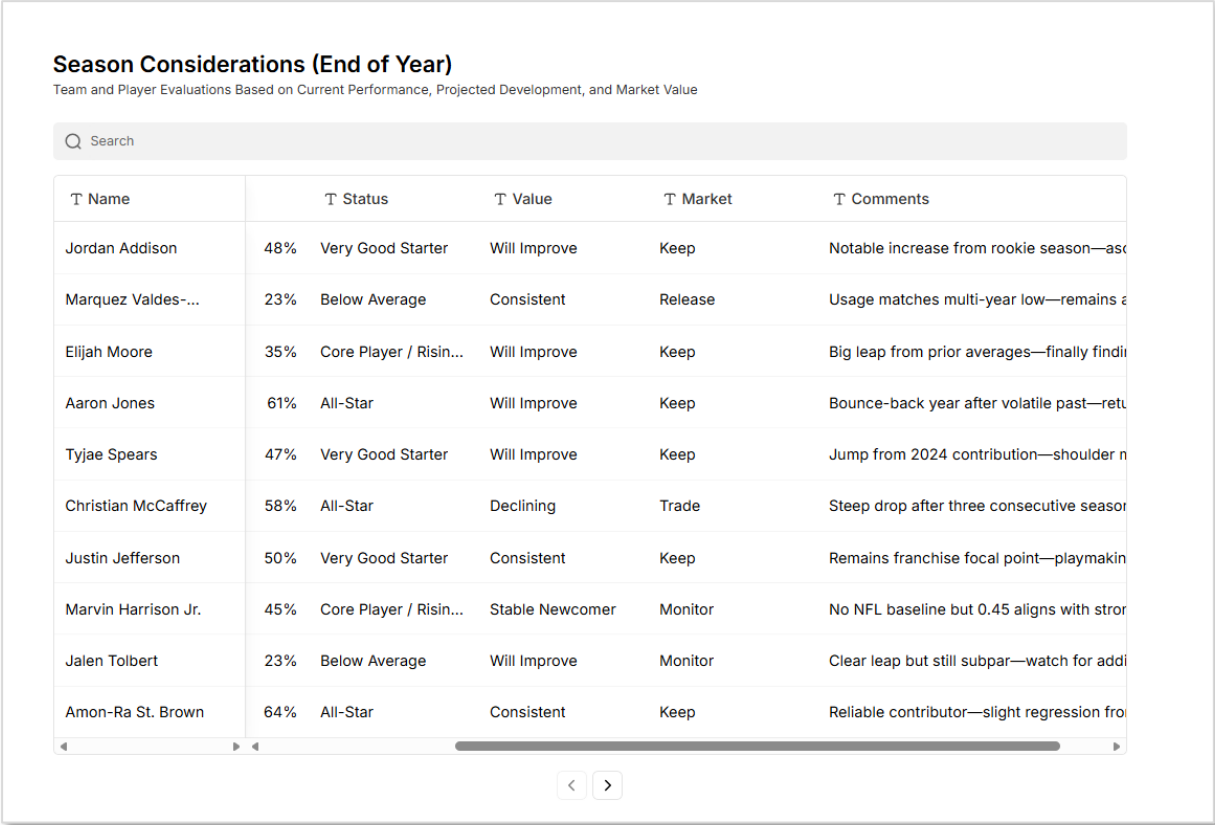 Season Considerations (End of Year)
Team and Player Evaluations Based on Current Performance, Projected Development, and Market Value
Search
Name Status Value Market Comments
Jordan Addison 48% Very Good Starter Will Improve Keep Notable increase from rookie season—asc
Marquez Valdes-... 23% Below Average Consistent Release Usage matches multi-year low—remains a
Elijah Moore 35% Core Player / Risin... Will Improve Keep Big leap from prior averages—finally findi
Aaron Jones 61% All-Star Will Improve Keep Bounce-back year after volatile past—retu
Tyjae Spears 47% Very Good Starter Will Improve Keep Jump from 2024 contribution—shoulder m
Christian McCaffrey 58% All-Star Declining Trade Steep drop after three consecutive season
Justin Jefferson 50% Very Good Starter Consistent Keep Remains franchise focal point—playmakin
Marvin Harrison Jr. 45% Core Player / Risin... Stable Newcomer Monitor No NFL baseline but 0.45 aligns with stron
Jalen Tolbert 23% Below Average Will Improve Monitor Clear leap but still subpar—watch for addi
Amon-Ra St. Brown 64% All-Star Consistent Keep Reliable contributor—slight regression fro